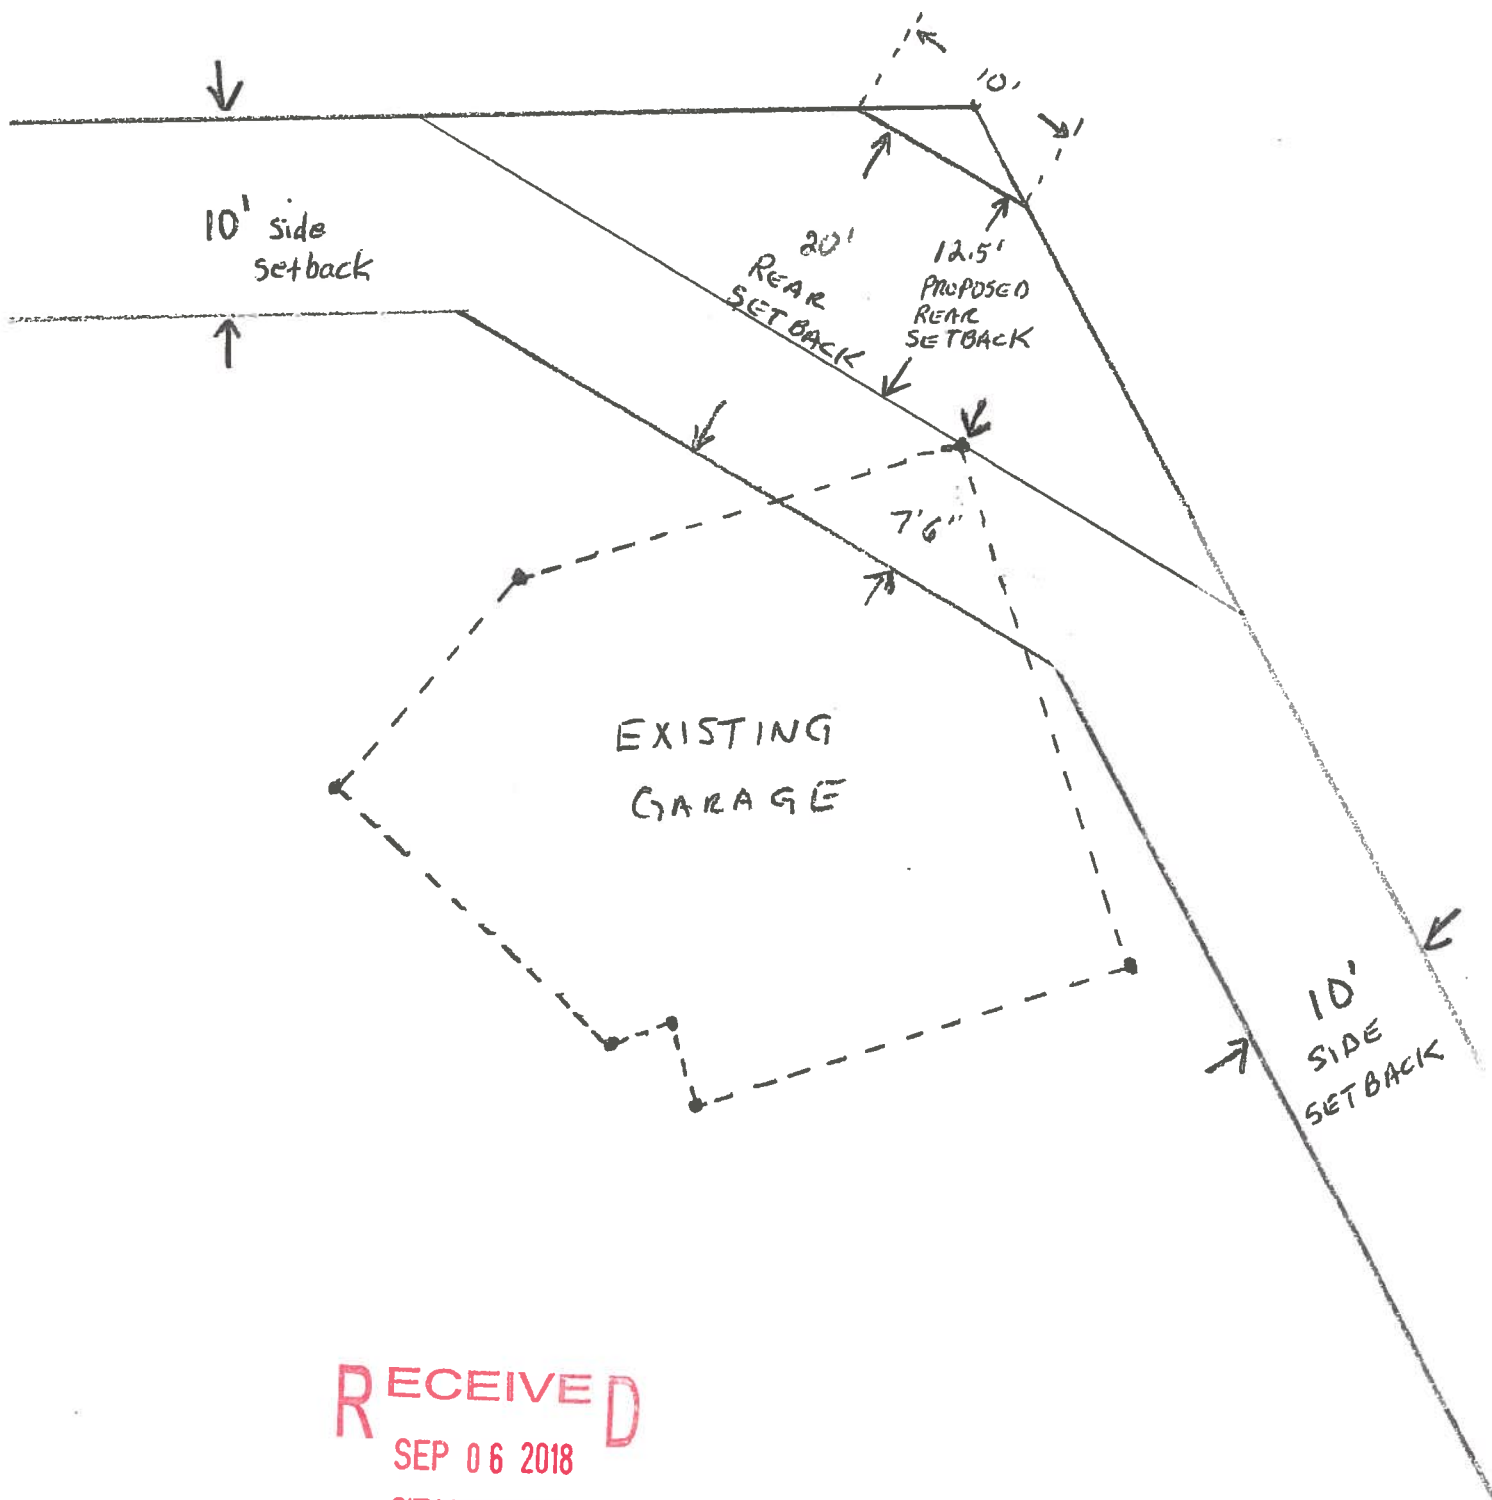 10'
10' side
setback
20'
REAR
SETBACK
12.5'
PROPOSED
REAR
SETBACK
7'6"
EXISTING
GARAGE
10'
SIDE
SETBACK
RECEIVED
SEP 06 2018